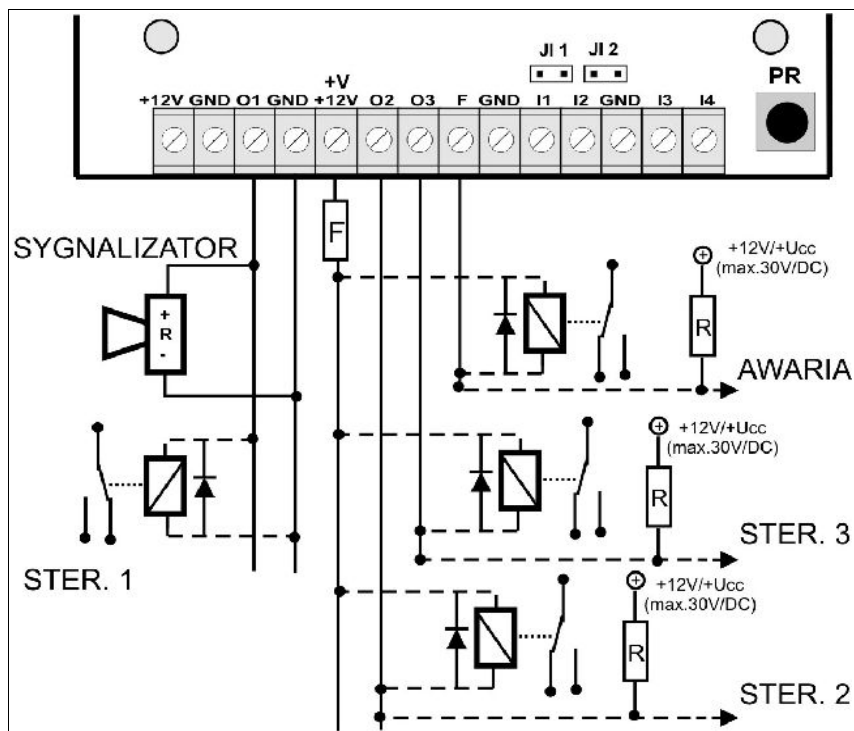 JI 1 JI 2
PR
+V
+12V GND O1 GND +12V O2 O3 F GND I1 I2 GND I3 I4
SYGNALIZATOR
F
+12V/+Ucc
(max.30V/DC)
+
R
-
R
AWARIA
+12V/+Ucc
(max.30V/DC)
R
STER. 1
STER. 3
+12V/+Ucc
(max.30V/DC)
R
STER. 2